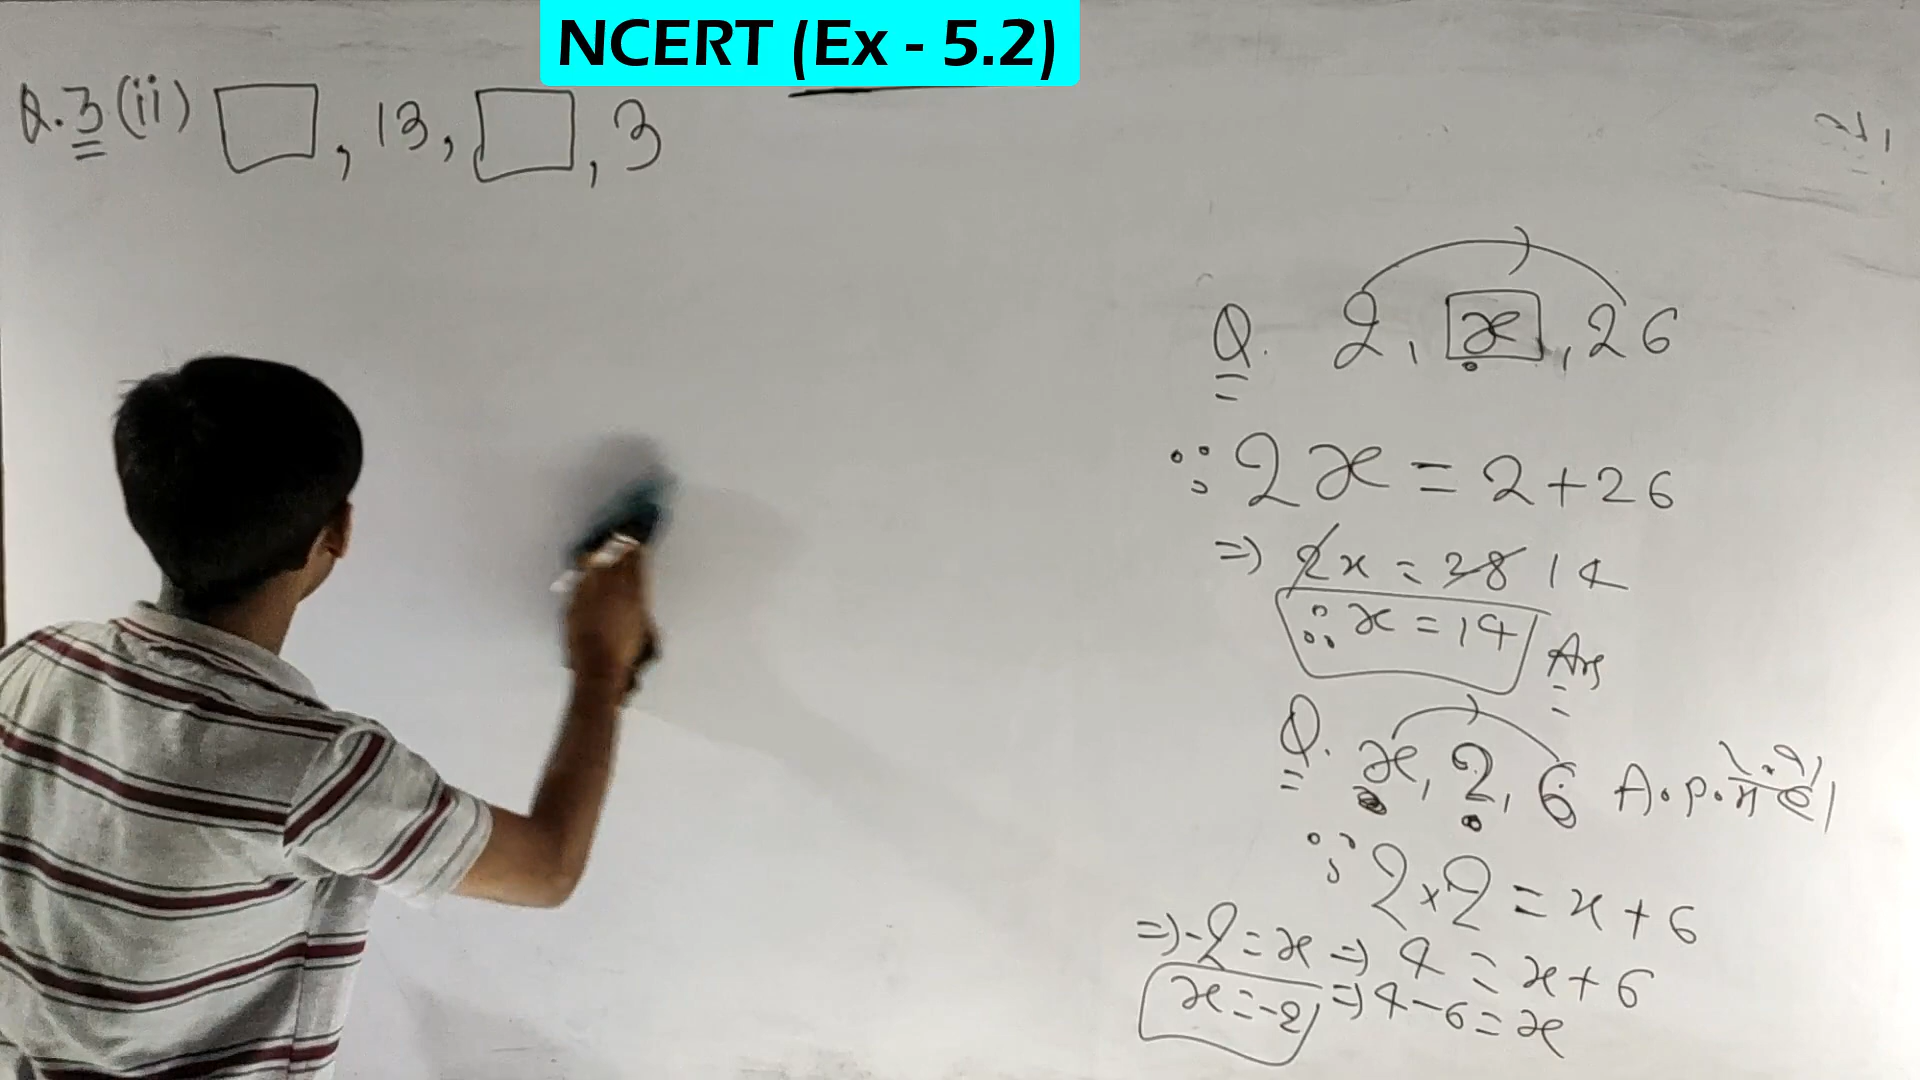 NCERT (Ex - 5.2)
Q.3 (ii) □, 13, □, 3
Q. 2, x, 26
∵ 2x = 2+26
=> 2x = 28 14
∴ x = 14 Ans
Q. x, 2, 6 A.P.
∵ 2×2 = x+6
=> 4 = x+6
=> 4-6 = x
=> -2 = x
x = -2